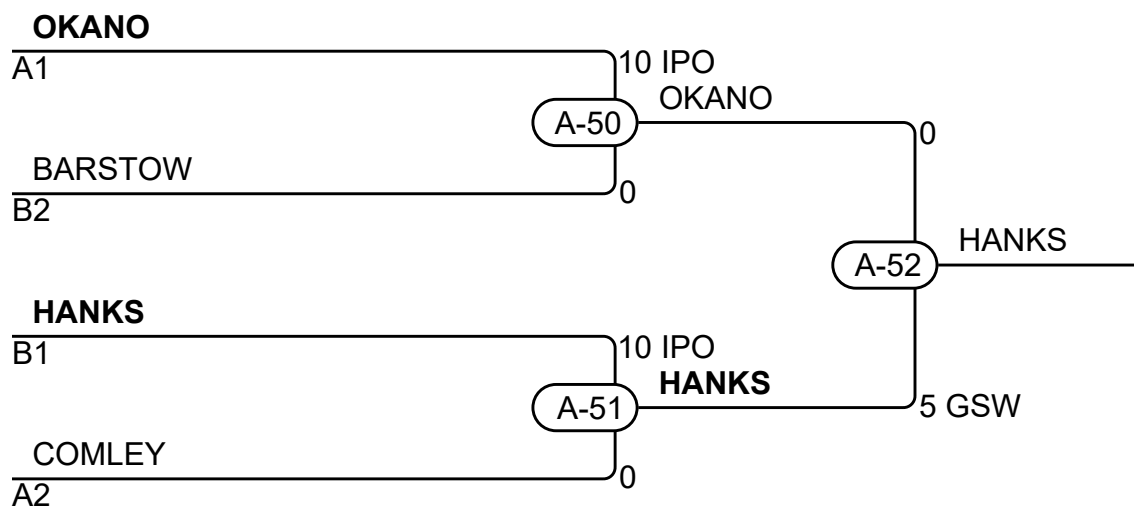 OKANO
A1
10 IPO
OKANO
A-50
0
BARSTOW
0
B2
HANKS
A-52
HANKS
B1
10 IPO
HANKS
A-51
5 GSW
COMLEY
0
A2